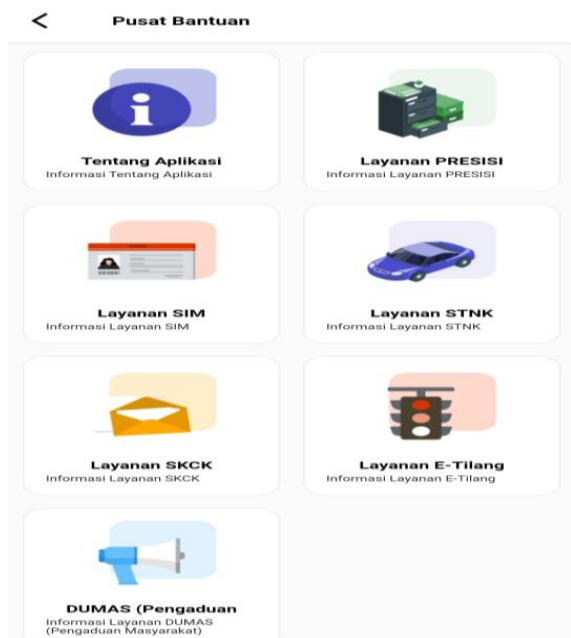 Pusat Bantuan
Tentang Aplikasi
Informasi Tentang Aplikasi
Layanan PRESISI
Informasi Layanan PRESISI
Layanan SIM
Informasi Layanan SIM
Layanan STNK
Informasi Layanan STNK
Layanan SKCK
Informasi Layanan SKCK
Layanan E-Tilang
Informasi Layanan E-Tilang
DUMAS (Pengaduan
Informasi Layanan DUMAS
(Pengaduan Masyarakat)